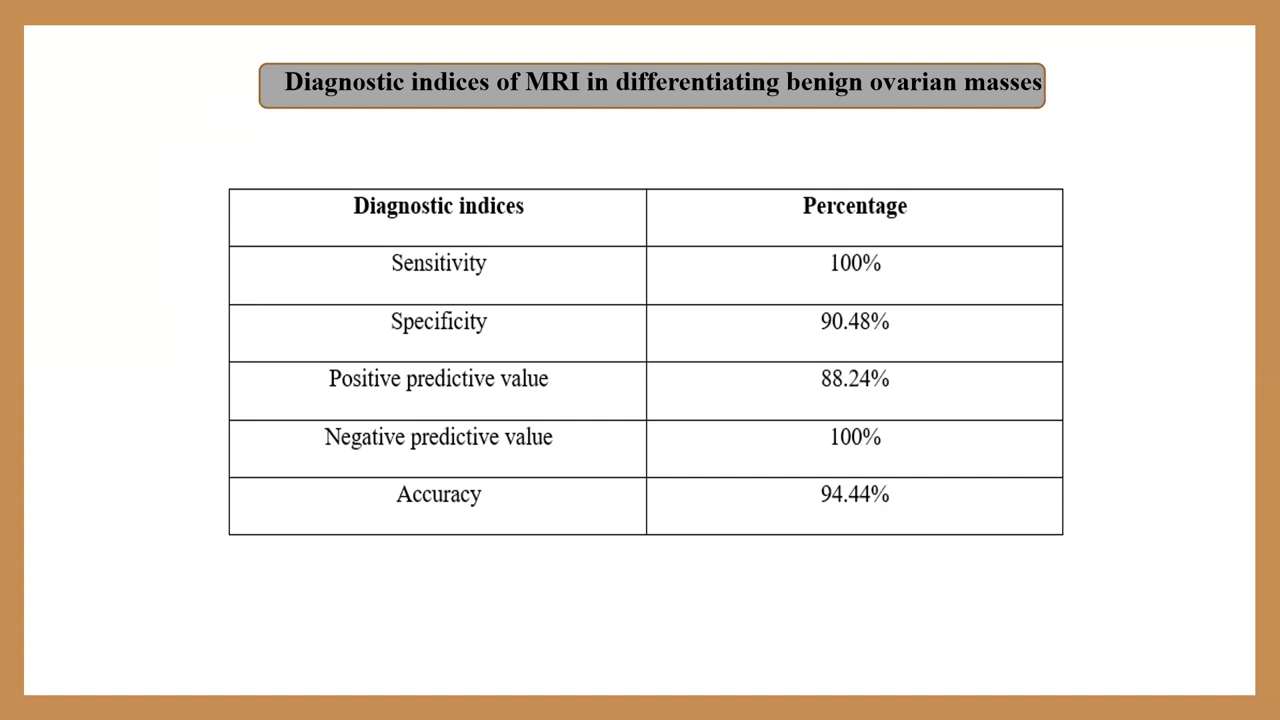 Diagnostic indices of MRI in differentiating benign ovarian masses
Diagnostic indices Percentage
Sensitivity 100%
Specificity 90.48%
Positive predictive value 88.24%
Negative predictive value 100%
Accuracy 94.44%